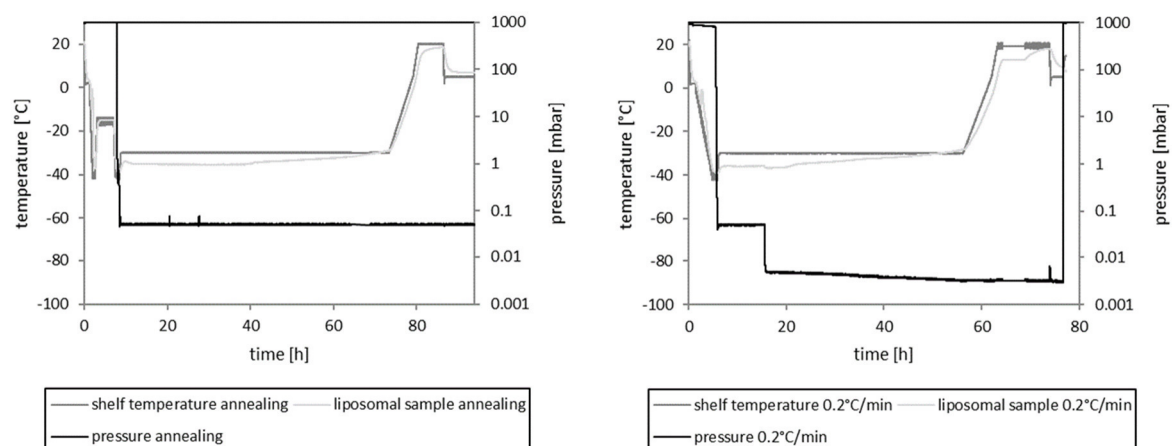 20
0
-20
-40
-60
-80
-100
temperature [°C]
1000
100
10
1
0.1
0.01
0.001
pressure [mbar]
0 20 40 60 80
time [h]
shelf temperature annealing liposomal sample annealing
pressure annealing
20
0
-20
-40
-60
-80
-100
temperature [°C]
1000
100
10
1
0.1
0.01
0.001
pressure [mbar]
0 20 40 60 80
time [h]
shelf temperature 0.2°C/min liposomal sample 0.2°C/min
pressure 0.2°C/min